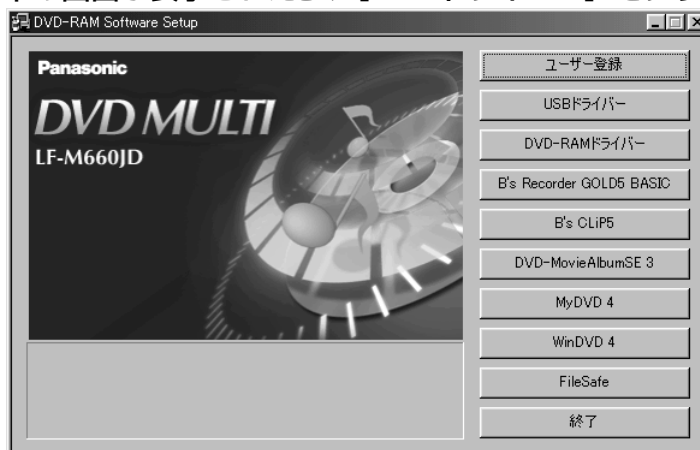 DVD-RAM Software Setup
Panasonic
DVD MULTI
LF-M660JD
ユーザー登録
USBドライバー
DVD-RAMドライバー
B's Recorder GOLD5 BASIC
B's CLiP5
DVD-MovieAlbumSE 3
MyDVD 4
WinDVD 4
FileSafe
終了